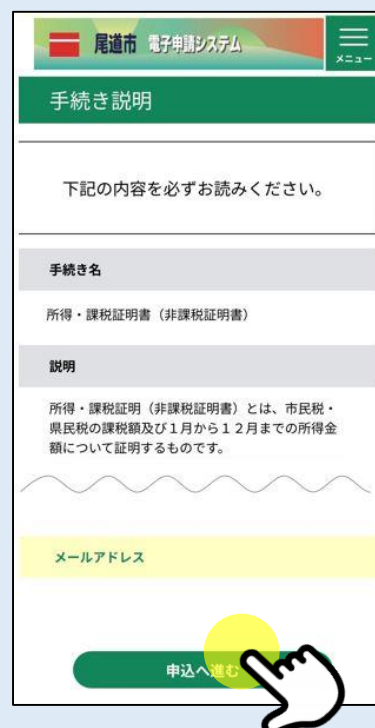 尾道市 電子申請システム
メニュー
手続き説明
下記の内容を必ずお読みください。
手続き名
所得・課税証明書（非課税証明書）
説明
所得・課税証明（非課税証明書）とは、市民税・
県民税の課税額及び１月から１２月までの所得金
額について証明するものです。
メールアドレス
申込へ進む